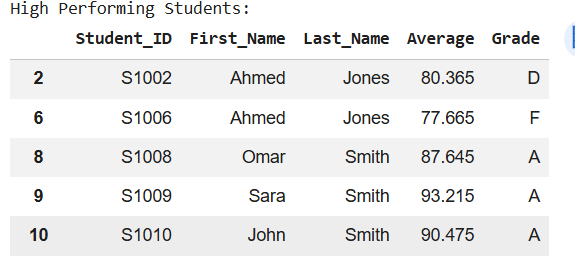 High Performing Students:
Student_ID First_Name Last_Name Average Grade
2 S1002 Ahmed Jones 80.365 D
6 S1006 Ahmed Jones 77.665 F
8 S1008 Omar Smith 87.645 A
9 S1009 Sara Smith 93.215 A
10 S1010 John Smith 90.475 A